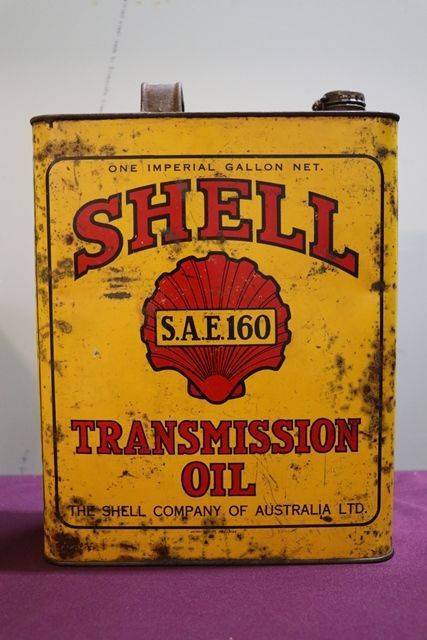 ONE IMPERIAL GALLON NET.
SHELL
S.A.E.160
TRANSMISSION
OIL
THE SHELL COMPANY OF AUSTRALIA LTD.